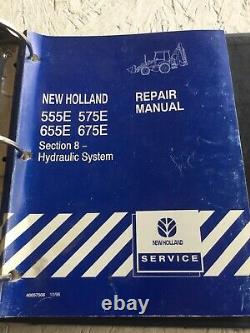 NEW HOLLAND
REPAIR MANUAL
555E 575E
655E 675E
Section 8 –
Hydraulic System
NEW HOLLAND
SERVICE